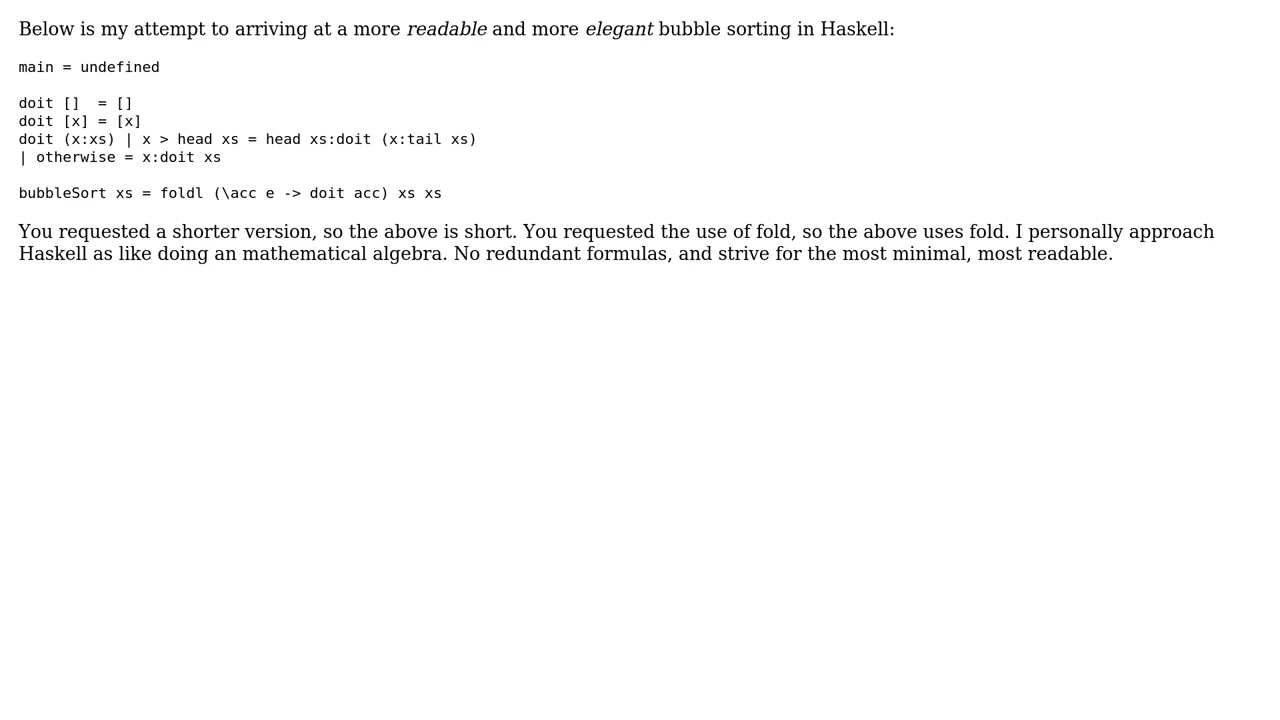 Below is my attempt to arriving at a more readable and more elegant bubble sorting in Haskell:
main = undefined
doit []  = []
doit [x] = [x]
doit (x:xs) | x > head xs = head xs:doit (x:tail xs)
| otherwise = x:doit xs
bubbleSort xs = foldl (\acc e -> doit acc) xs xs
You requested a shorter version, so the above is short. You requested the use of fold, so the above uses fold. I personally approach
Haskell as like doing an mathematical algebra. No redundant formulas, and strive for the most minimal, most readable.